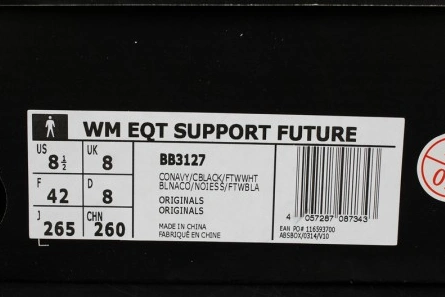 WM EQT SUPPORT FUTURE
US 8½ UK 8
F 42 D 8
J 265 CHN 260
BB3127
CONAVY/CBLACK/FTWWHT
BLNACO/NOIESS/FTWBLA
ORIGINALS
ORIGINALS
MADE IN CHINA
FABRIQUÉ EN CHINE
4 057287 087343
EAN PO# 116593700
ABSBOX/0314/V10